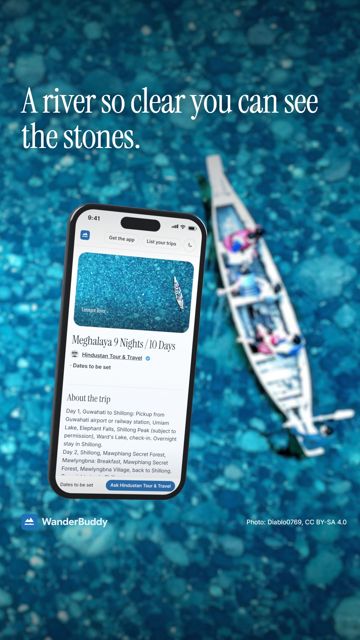 A river so clear you can see
the stones.
9:41
Get the app
List your trips
Meghalaya 9 Nights / 10 Days
Hindustan Tour & Travel
· Dates to be set
About the trip
Day 1, Guwahati to Shillong: Pickup from
Guwahati airport or railway station, Umiam
Lake, Elephant Falls, Shillong Peak (subject to
permission), Ward's Lake, check-in. Overnight
stay in Shillong.
Day 2, Shillong, Mawphlang Secret Forest,
Mawlyngbna: Breakfast, Mawphlang Secret
Forest, Mawlyngbna Village, back to Shillong.
Dates to be set
Ask Hindustan Tour & Travel
WanderBuddy
Photo: Diablo0769, CC BY-SA 4.0